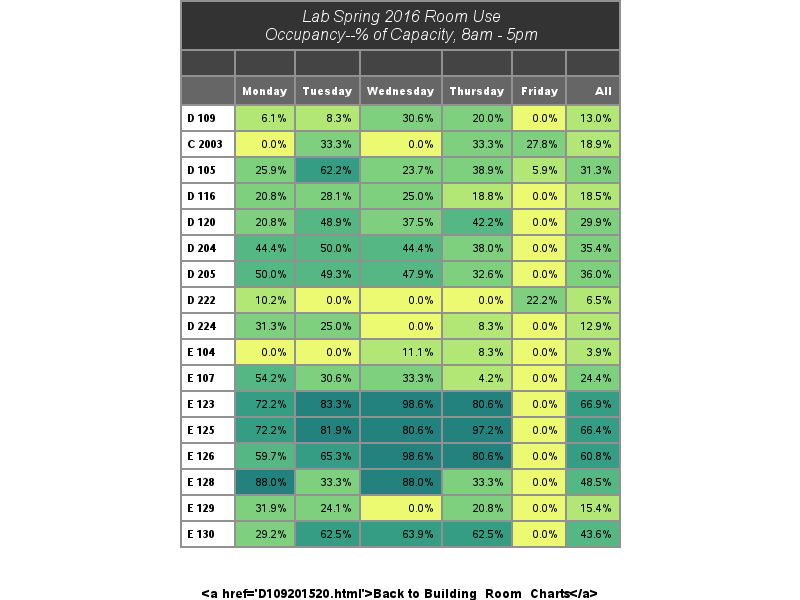 Lab Spring 2016 Room Use
Occupancy--% of Capacity, 8am - 5pm
Monday Tuesday Wednesday Thursday Friday All
D 109 6.1% 8.3% 30.6% 20.0% 0.0% 13.0%
C 2003 0.0% 33.3% 0.0% 33.3% 27.8% 18.9%
D 105 25.9% 62.2% 23.7% 38.9% 5.9% 31.3%
D 116 20.8% 28.1% 25.0% 18.8% 0.0% 18.5%
D 120 20.8% 48.9% 37.5% 42.2% 0.0% 29.9%
D 204 44.4% 50.0% 44.4% 38.0% 0.0% 35.4%
D 205 50.0% 49.3% 47.9% 32.6% 0.0% 36.0%
D 222 10.2% 0.0% 0.0% 0.0% 22.2% 6.5%
D 224 31.3% 25.0% 0.0% 8.3% 0.0% 12.9%
E 104 0.0% 0.0% 11.1% 8.3% 0.0% 3.9%
E 107 54.2% 30.6% 33.3% 4.2% 0.0% 24.4%
E 123 72.2% 83.3% 98.6% 80.6% 0.0% 66.9%
E 125 72.2% 81.9% 80.6% 97.2% 0.0% 66.4%
E 126 59.7% 65.3% 98.6% 80.6% 0.0% 60.8%
E 128 88.0% 33.3% 88.0% 33.3% 0.0% 48.5%
E 129 31.9% 24.1% 0.0% 20.8% 0.0% 15.4%
E 130 29.2% 62.5% 63.9% 62.5% 0.0% 43.6%
<a href='D109201520.html'>Back to Building_Room_Charts</a>